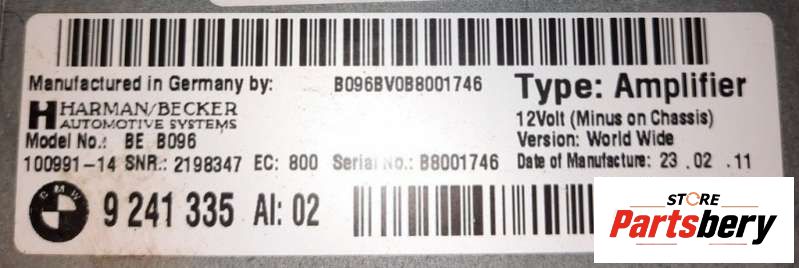 Manufactured in Germany by: B096BV0B8001746 Type: Amplifier
HARMAN/BECKER
AUTOMOTIVE SYSTEMS
12Volt (Minus on Chassis)
Model No.: BE B096 Version: World Wide
100991-14 SNR.: 2198347 EC: 800 Serial No.: B8001746 Date of Manufacture: 23 .02 .11
BMW
9 241 335 AI: 02
STORE
Partsbery